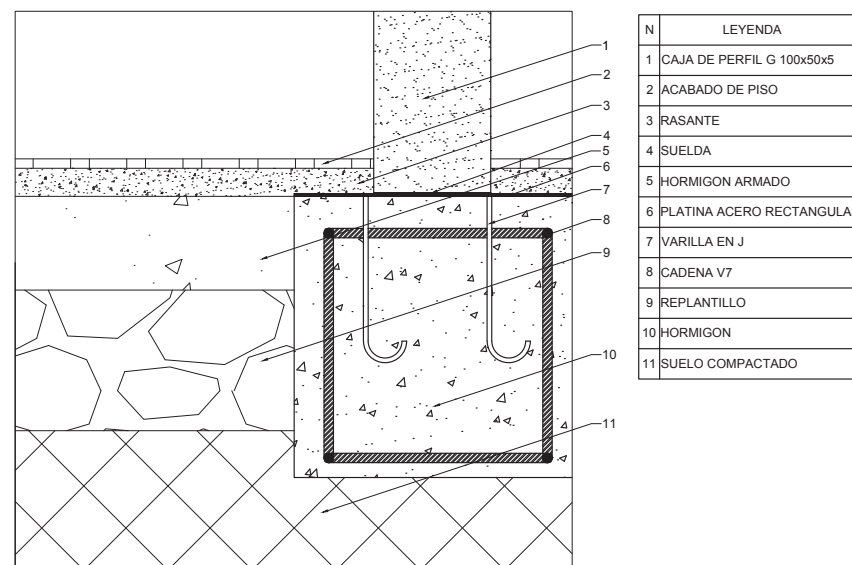 1
2
3
4
5
6
7
8
9
10
11
N LEYENDA
1 CAJA DE PERFIL G 100x50x5
2 ACABADO DE PISO
3 RASANTE
4 SUELDA
5 HORMIGON ARMADO
6 PLATINA ACERO RECTANGULA
7 VARILLA EN J
8 CADENA V7
9 REPLANTILLO
10 HORMIGON
11 SUELO COMPACTADO